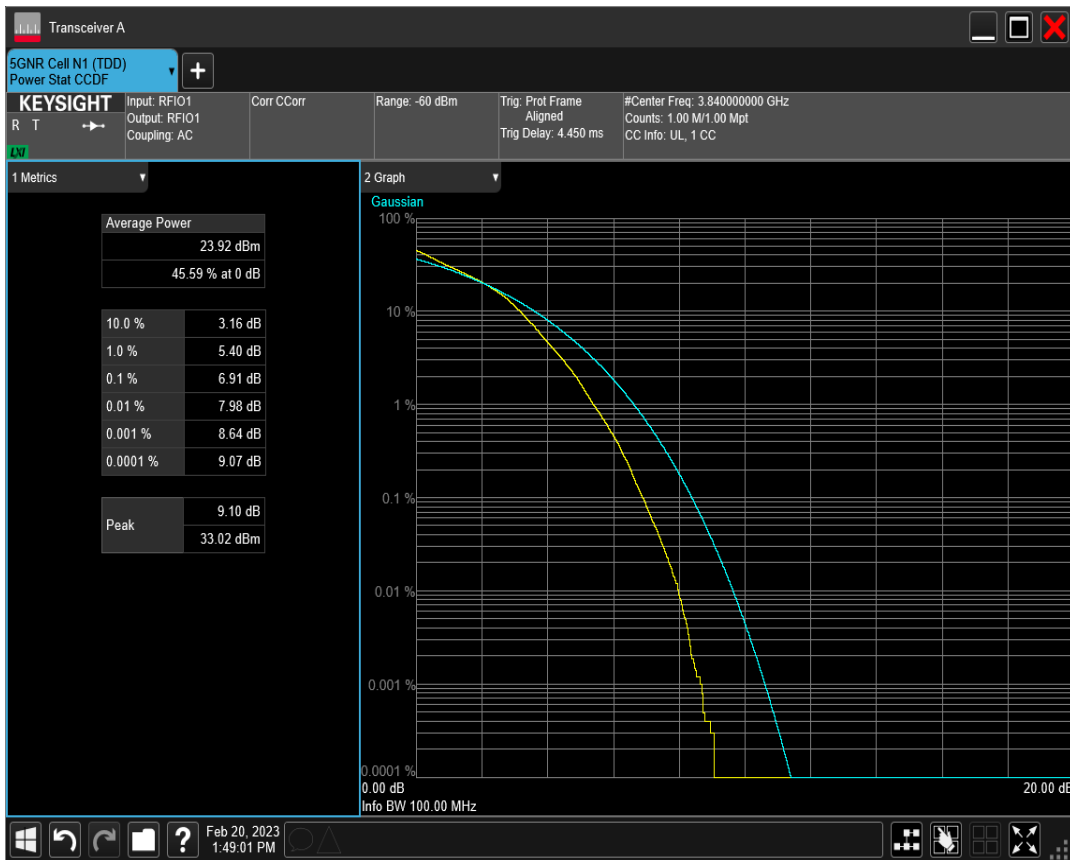 Transceiver A
5GNR Cell N1 (TDD)
Power Stat CCDF
KEYSIGHT
R T
LXI
Input: RFIO1
Output: RFIO1
Coupling: AC
Corr CCorr
Range: -60 dBm
Trig: Prot Frame
Aligned
Trig Delay: 4.450 ms
#Center Freq: 3.840000000 GHz
Counts: 1.00 M/1.00 Mpt
CC Info: UL, 1 CC
1 Metrics
Average Power
23.92 dBm
45.59 % at 0 dB
10.0 % 3.16 dB
1.0 % 5.40 dB
0.1 % 6.91 dB
0.01 % 7.98 dB
0.001 % 8.64 dB
0.0001 % 9.07 dB
Peak
9.10 dB
33.02 dBm
2 Graph
Gaussian
100 %
10 %
1 %
0.1 %
0.01 %
0.001 %
0.0001 %
0.00 dB 20.00 dB
Info BW 100.00 MHz
?
Feb 20, 2023
1:49:01 PM